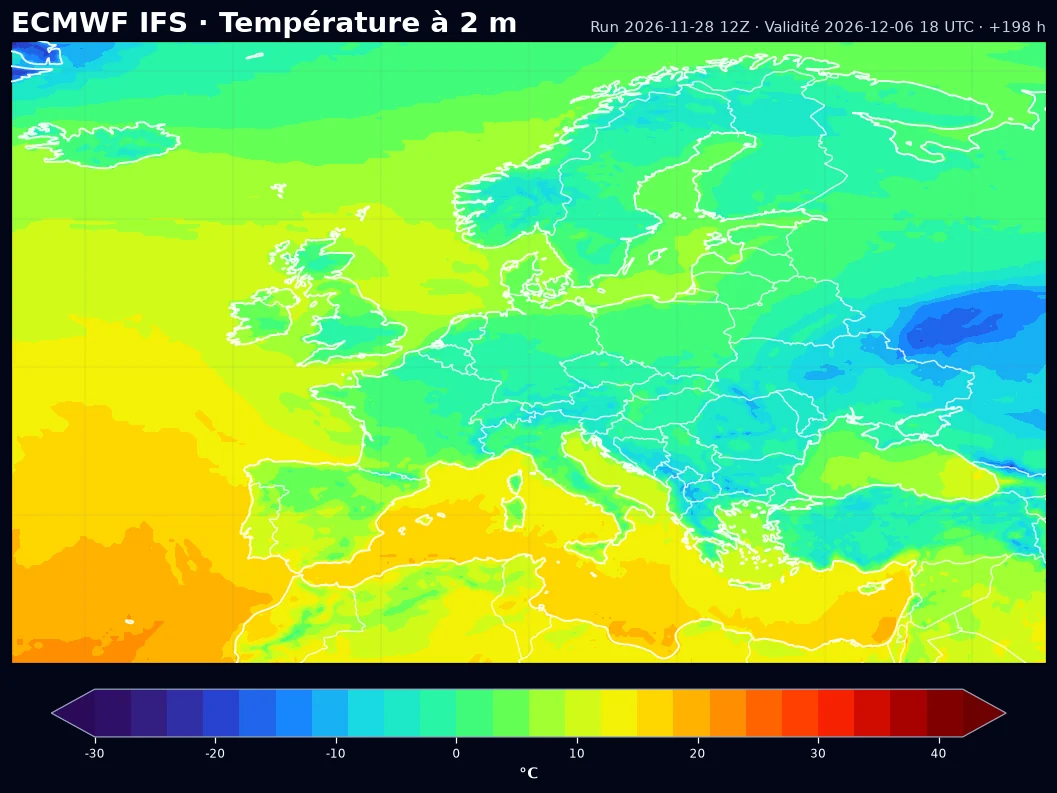 ECMWF IFS · Température à 2 m
Run 2026-11-28 12Z · Validité 2026-12-06 18 UTC · +198 h
-30 -20 -10 0 10 20 30 40
°C